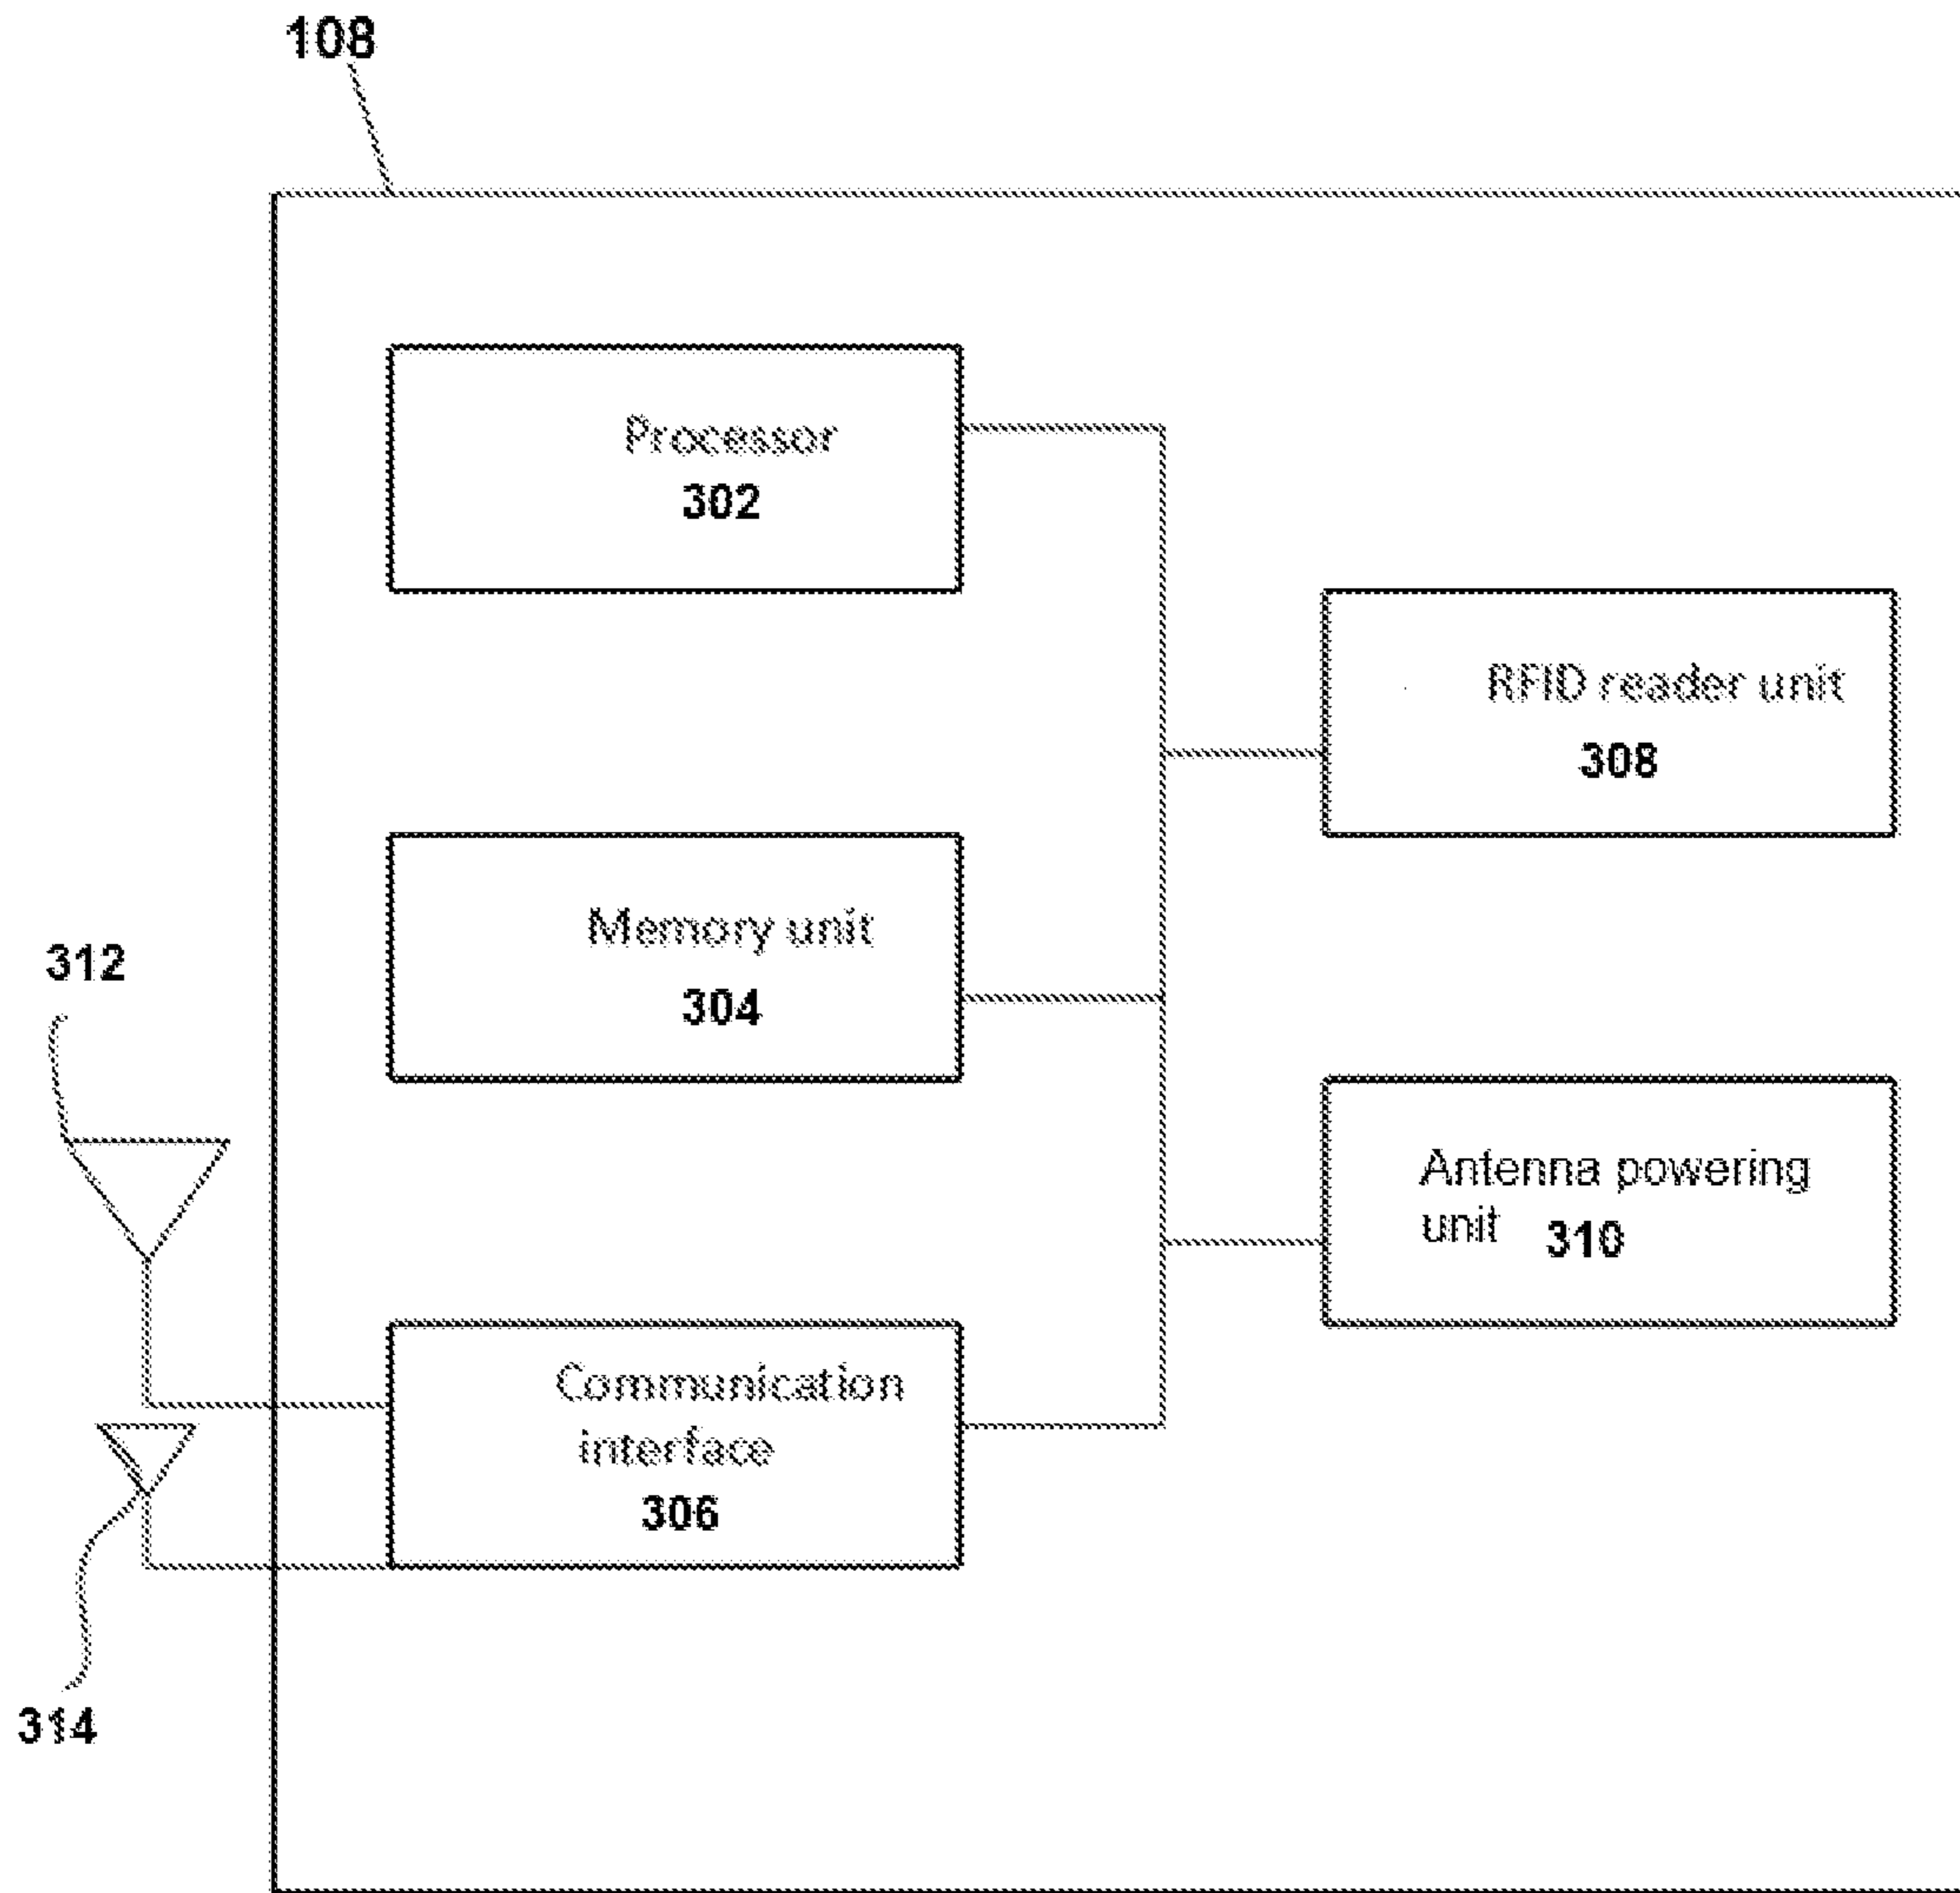 108
Processor
302
RFID reader unit
308
Memory unit
304
312
Antenna powering
unit 310
Communication
interface
306
314